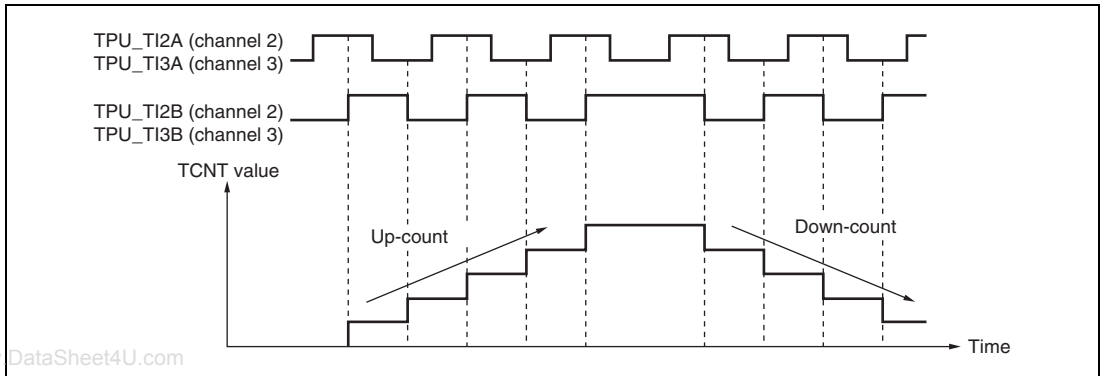 TPU_TI2A (channel 2)
TPU_TI3A (channel 3)
TPU_TI2B (channel 2)
TPU_TI3B (channel 3)
TCNT value
Up-count
Down-count
Time
DataSheet4U.com